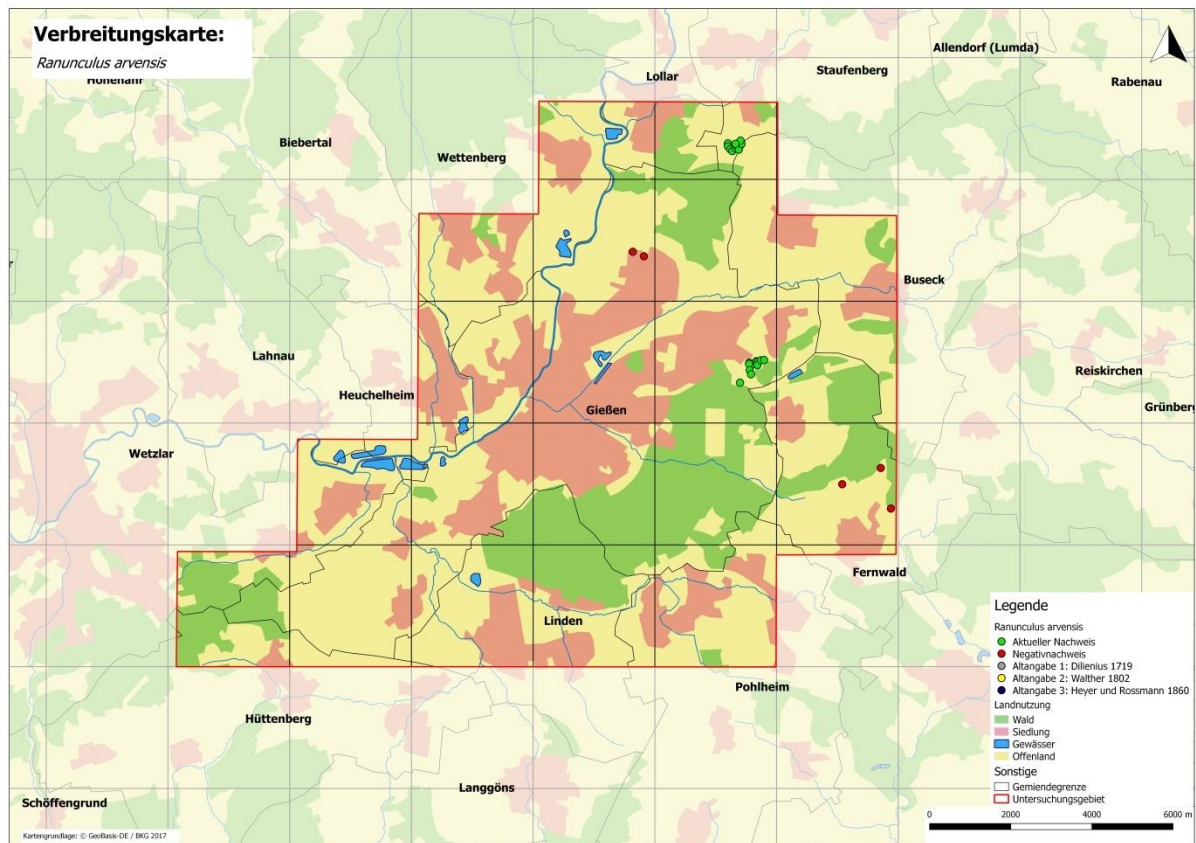 Verbreitungskarte:
Ranunculus arvensis
Hohenahr
Lollar
Staufenberg
Allendorf (Lumda)
Rabenau
Biebertal
Wettenberg
Buseck
Lahnau
Heuchelheim
Gießen
Reiskirchen
Grünberg
Wetzlar
Fernwald
Linden
Pohlheim
Hüttenberg
Langgöns
Schöffengrund
Legende
Ranunculus arvensis
Aktueller Nachweis
Negativnachweis
Altangabe 1: Dilienius 1719
Altangabe 2: Walther 1802
Altangabe 3: Heyer und Rossmann 1860
Landnutzung
Wald
Siedlung
Gewässer
Offenland
Sonstige
Gemiendegrenze
Untersuchungsgebiet
0 2000 4000 6000 m
Kartengrundlage: © GeoBasis-DE / BKG 2017